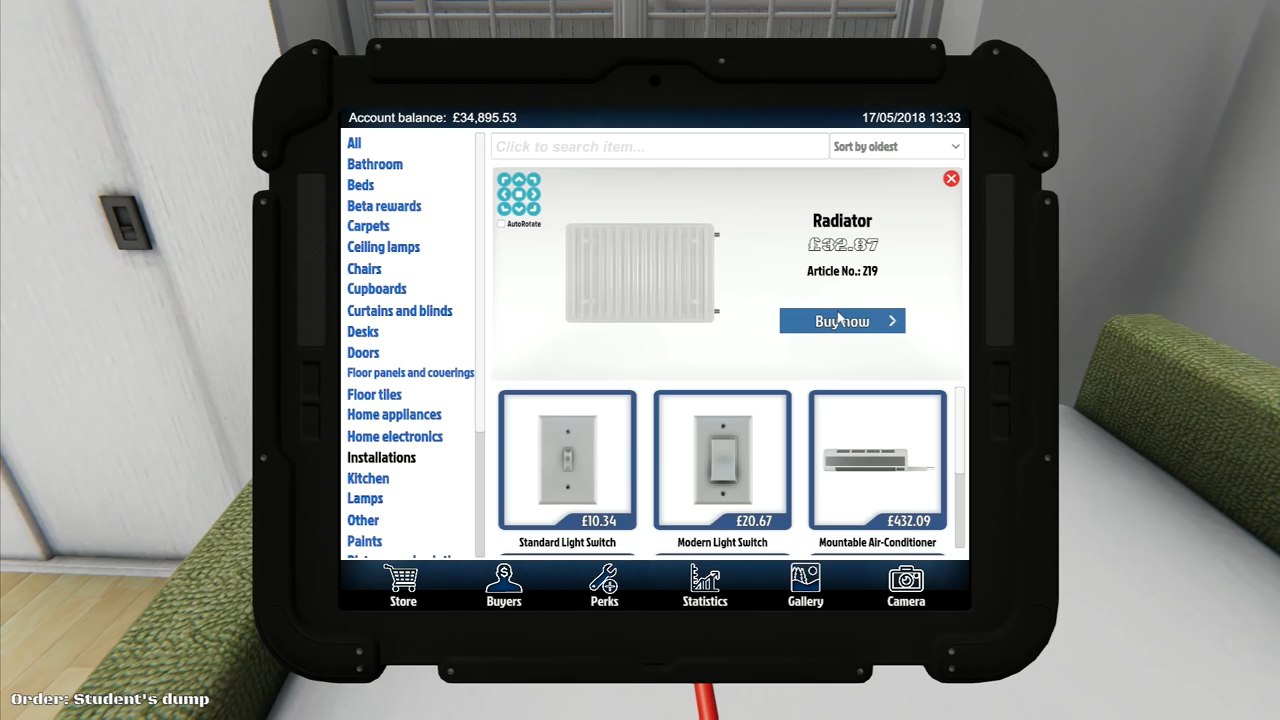 Account balance: £34,895.53
17/05/2018 13:33
All
Bathroom
Beds
Beta rewards
Carpets
Ceiling lamps
Chairs
Cupboards
Curtains and blinds
Desks
Doors
Floor panels and coverings
Floor tiles
Home appliances
Home electronics
Installations
Kitchen
Lamps
Other
Paints
Click to search item...
Sort by oldest
AutoRotate
Radiator
£32.87
Article No.: Z19
Buy now
£10.34
£20.67
£432.09
Standard Light Switch
Modern Light Switch
Mountable Air-Conditioner
Store
Buyers
Perks
Statistics
Gallery
Camera
Order: Student's dump